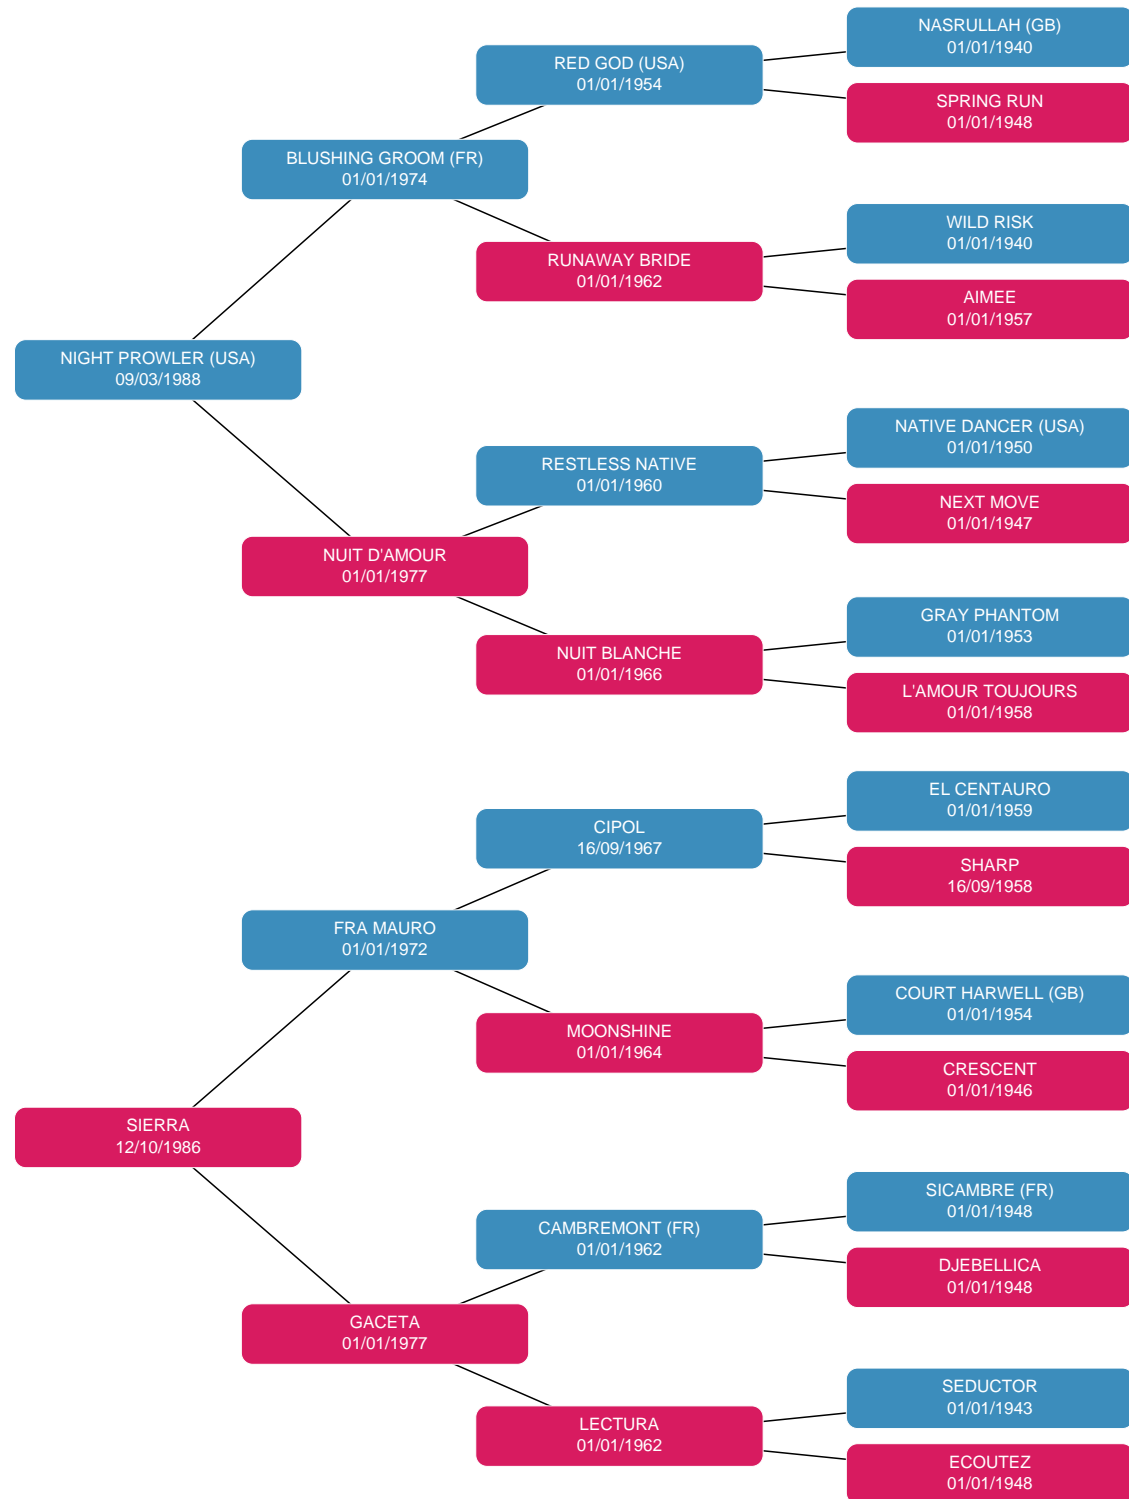 NASRULLAH (GB)
01/01/1940
RED GOD (USA)
01/01/1954
SPRING RUN
01/01/1948
BLUSHING GROOM (FR)
01/01/1974
WILD RISK
01/01/1940
RUNAWAY BRIDE
01/01/1962
AIMEE
01/01/1957
NIGHT PROWLER (USA)
09/03/1988
NATIVE DANCER (USA)
01/01/1950
RESTLESS NATIVE
01/01/1960
NEXT MOVE
01/01/1947
NUIT D'AMOUR
01/01/1977
GRAY PHANTOM
01/01/1953
NUIT BLANCHE
01/01/1966
L'AMOUR TOUJOURS
01/01/1958
EL CENTAURO
01/01/1959
CIPOL
16/09/1967
SHARP
16/09/1958
FRA MAURO
01/01/1972
COURT HARWELL (GB)
01/01/1954
MOONSHINE
01/01/1964
CRESCENT
01/01/1946
SIERRA
12/10/1986
SICAMBRE (FR)
01/01/1948
CAMBREMONT (FR)
01/01/1962
DJEBELLICA
01/01/1948
GACETA
01/01/1977
SEDUCTOR
01/01/1943
LECTURA
01/01/1962
ECOUTEZ
01/01/1948